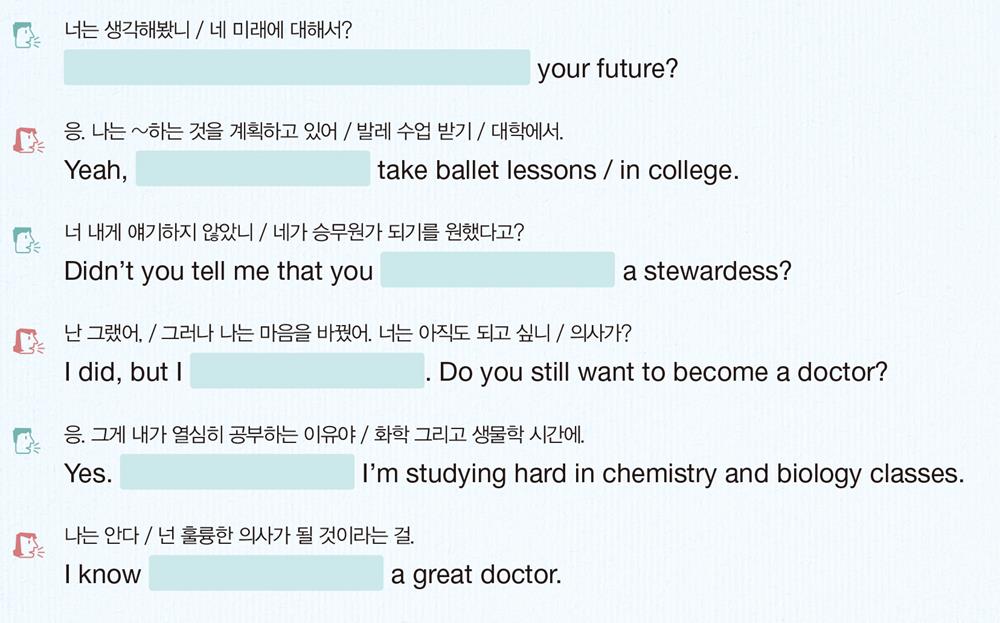 너는 생각해봤니 / 네 미래에 대해서?
your future?
응. 나는 ~하는 것을 계획하고 있어 / 발레 수업 받기 / 대학에서.
Yeah, take ballet lessons / in college.
너 내게 얘기하지 않았니 / 네가 승무원가 되기를 원했다고?
Didn't you tell me that you a stewardess?
난 그랬어, / 그러나 나는 마음을 바꿨어. 너는 아직도 되고 싶니 / 의사가?
I did, but I . Do you still want to become a doctor?
응. 그게 내가 열심히 공부하는 이유야 / 화학 그리고 생물학 시간에.
Yes. I'm studying hard in chemistry and biology classes.
나는 안다 / 넌 훌륭한 의사가 될 것이라는 걸.
I know a great doctor.